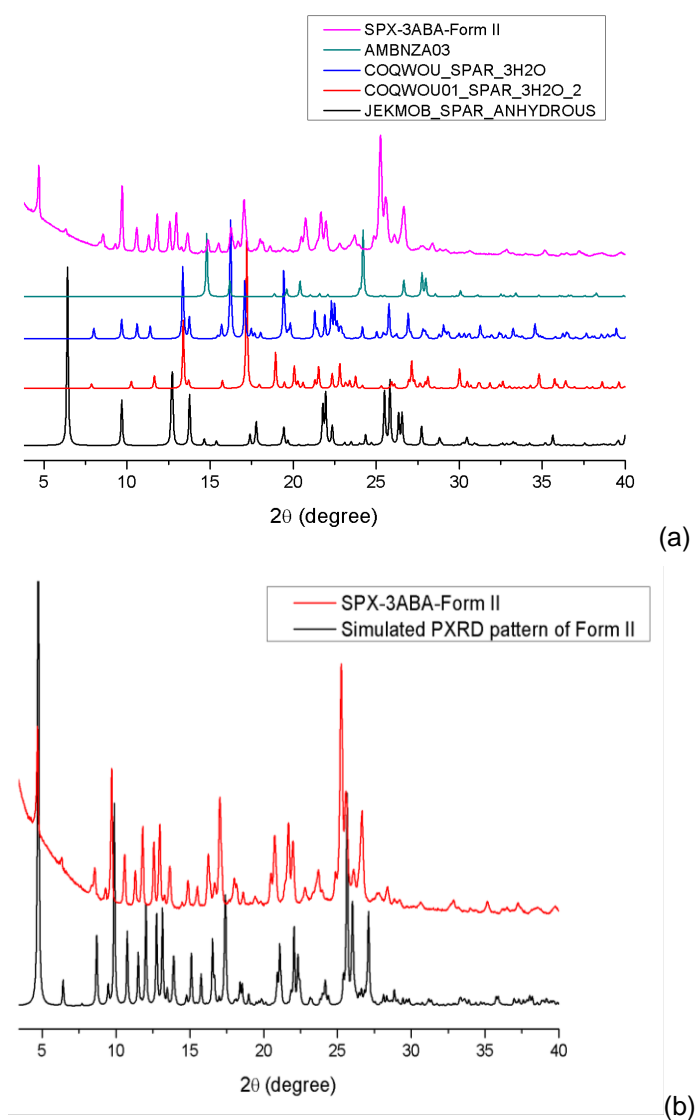 SPX-3ABA-Form II
AMBNZA03
COQWOU_SPAR_3H2O
COQWOU01_SPAR_3H2O_2
JEKMOB_SPAR_ANHYDROUS
5 10 15 20 25 30 35 40
2θ (degree)
(a)
SPX-3ABA-Form II
Simulated PXRD pattern of Form II
5 10 15 20 25 30 35 40
2θ (degree)
(b)